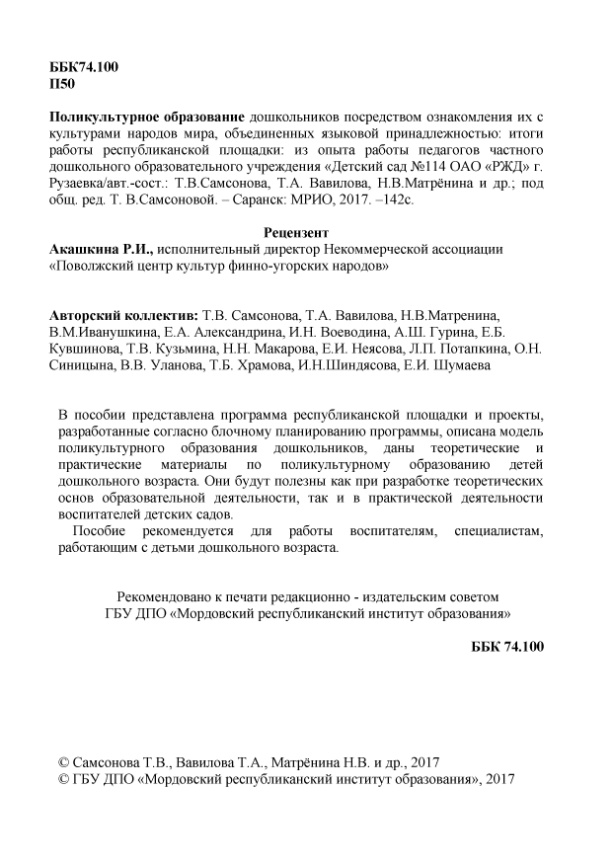 ББК74.100
П50
Поликультурное образование дошкольников посредством ознакомления их с
культурами народов мира, объединенных языковой принадлежностью: итоги
работы республиканской площадки: из опыта работы педагогов частного
дошкольного образовательного учреждения «Детский сад №114 ОАО «РЖД» г.
Рузаевка/авт.-сост.: Т.В.Самсонова, Т.А. Вавилова, Н.В.Матрёнина и др.; под
общ. ред. Т. В.Самсоновой. – Саранск: МРИО, 2017. –142с.
Рецензент
Акашкина Р.И., исполнительный директор Некоммерческой ассоциации
«Поволжский центр культур финно-угорских народов»
Авторский коллектив: Т.В. Самсонова, Т.А. Вавилова, Н.В.Матренина,
В.М.Иванушкина, Е.А. Александрина, И.Н. Воеводина, А.Ш. Гурина, Е.Б.
Кувшинова, Т.В. Кузьмина, Н.Н. Макарова, Е.И. Неясова, Л.П. Потапкина, О.Н.
Синицына, В.В. Уланова, Т.Б. Храмова, И.Н.Шиндясова, Е.И. Шумаева
В пособии представлена программа республиканской площадки и проекты,
разработанные согласно блочному планированию программы, описана модель
поликультурного образования дошкольников, даны теоретические и
практические материалы по поликультурному образованию детей
дошкольного возраста. Они будут полезны как при разработке теоретических
основ образовательной деятельности, так и в практической деятельности
воспитателей детских садов.
Пособие рекомендуется для работы воспитателям, специалистам,
работающим с детьми дошкольного возраста.
Рекомендовано к печати редакционно - издательским советом
ГБУ ДПО «Мордовский республиканский институт образования»
ББК 74.100
© Самсонова Т.В., Вавилова Т.А., Матрёнина Н.В. и др., 2017
© ГБУ ДПО «Мордовский республиканский институт образования», 2017